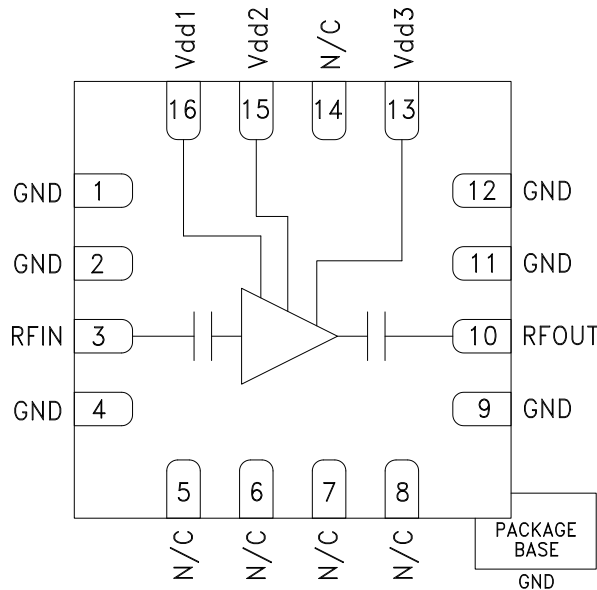 Vdd1
Vdd2
N/C
Vdd3
16
15
14
13
GND 1
12 GND
GND 2
11 GND
RFIN 3
10 RFOUT
GND 4
9 GND
5
6
7
8
N/C
N/C
N/C
N/C
PACKAGE
BASE
GND